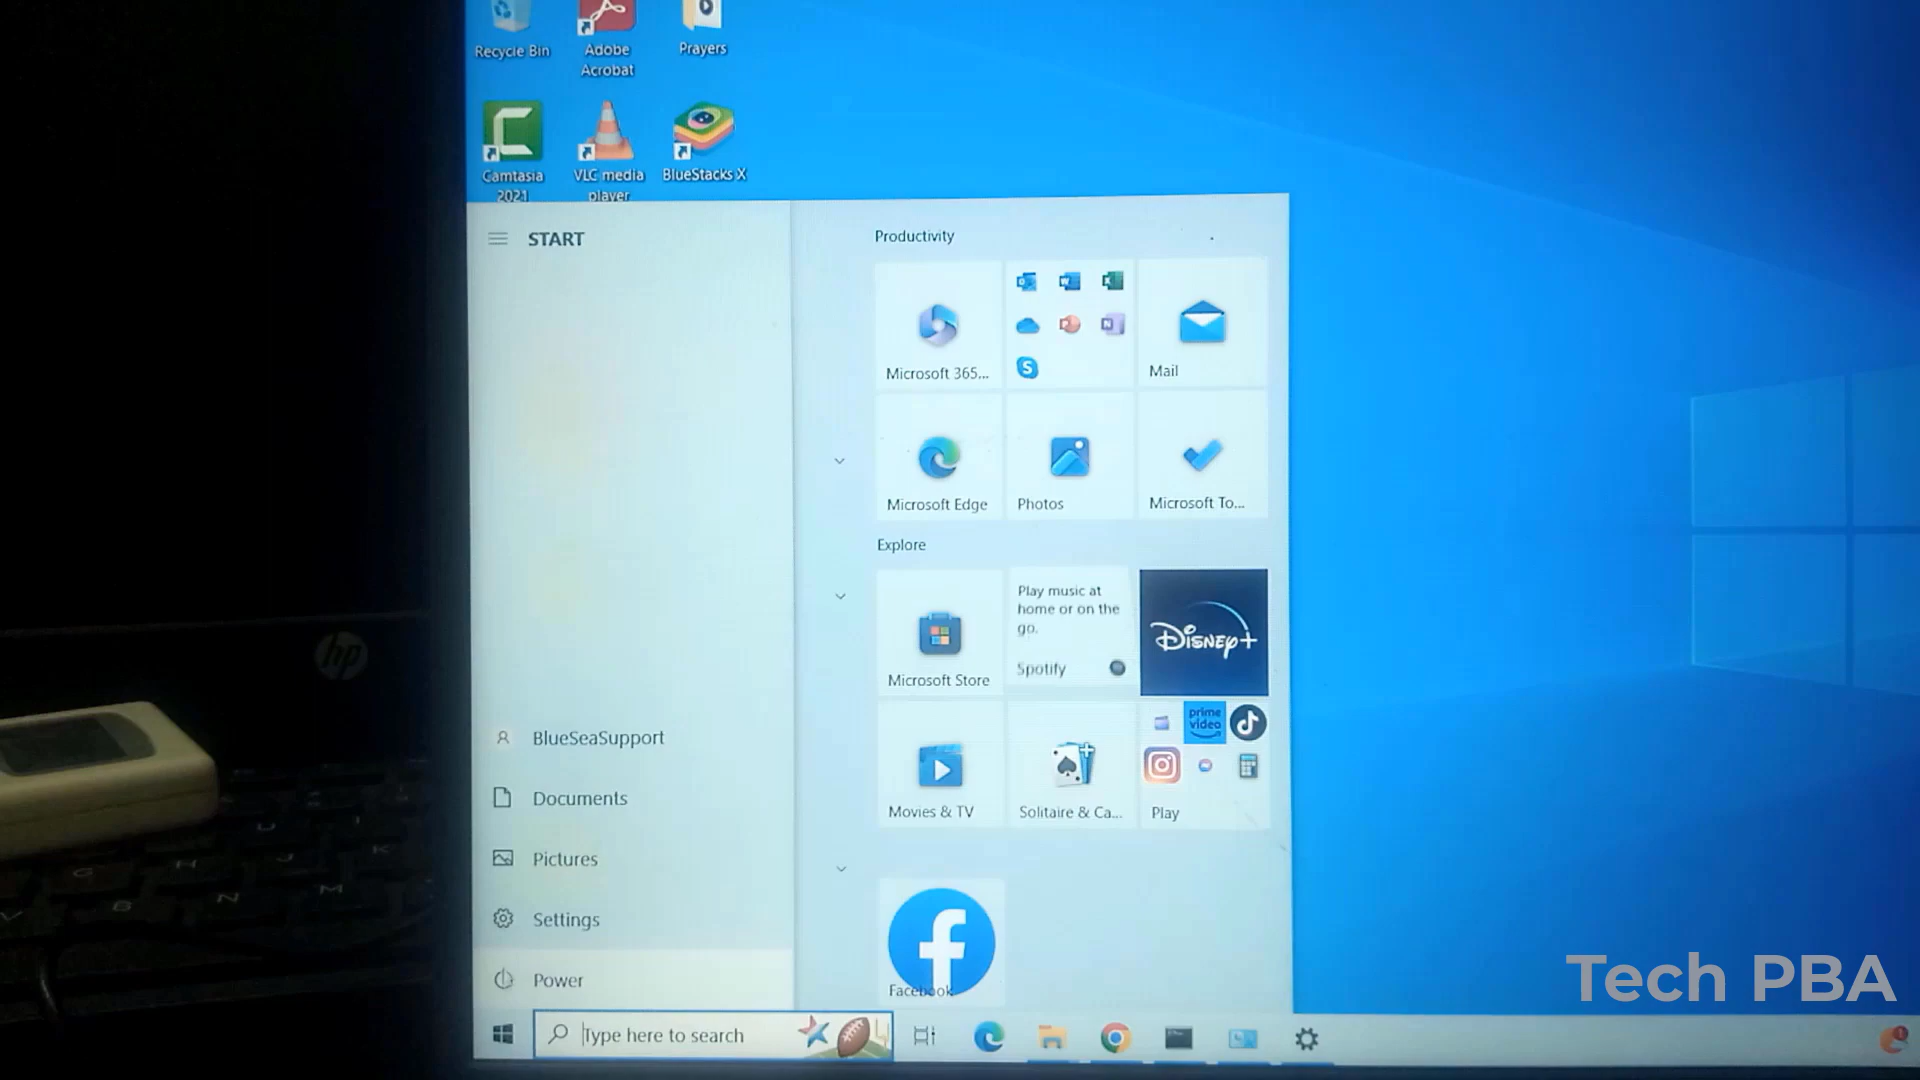 Recycle Bin
Adobe
Acrobat
Prayers
Camtasia
2021
VLC media
player
BlueStacks X
START
BlueSeaSupport
Documents
Pictures
Settings
Power
Productivity
Microsoft 365...
Mail
Microsoft Edge
Photos
Microsoft To...
Explore
Microsoft Store
Play music at
home or on the
go.
Spotify
Disney+
Movies & TV
Solitaire & Ca...
prime
video
Play
Facebook
Type here to search
hp
Tech PBA